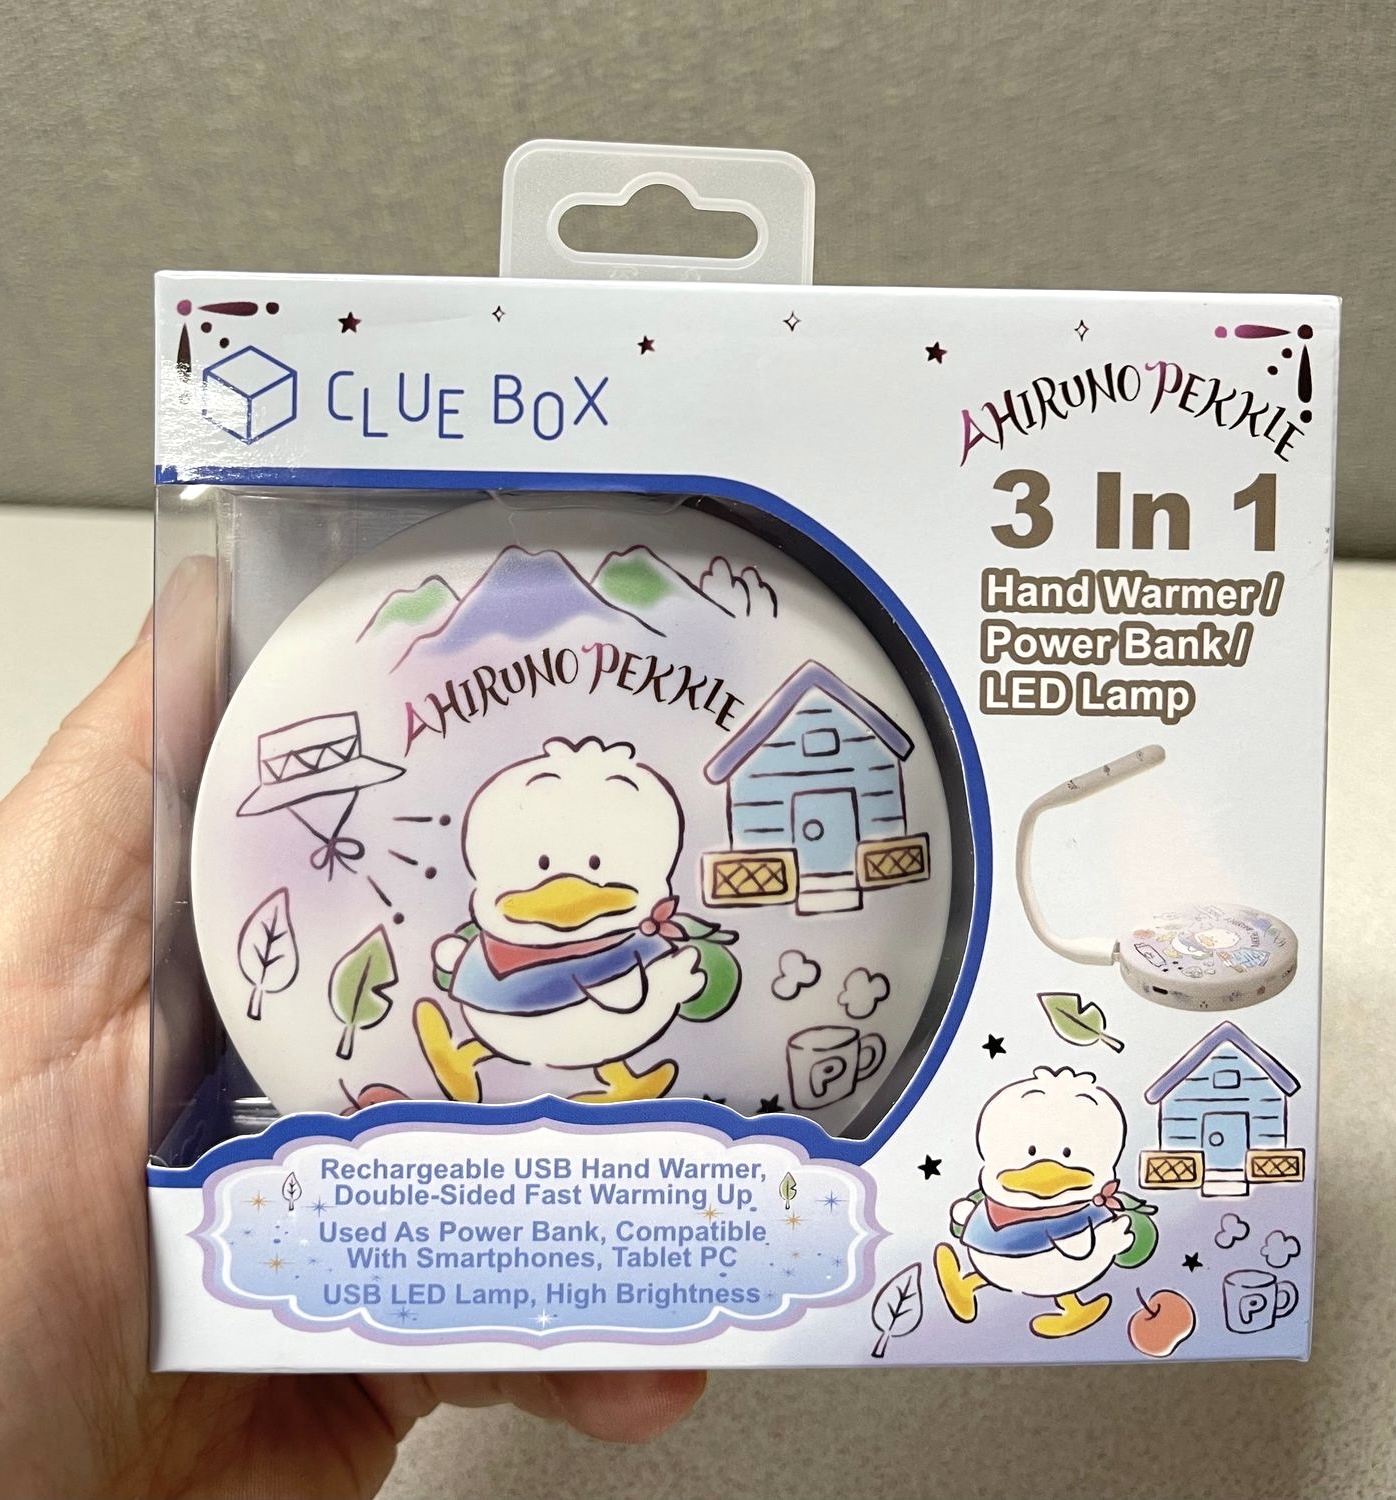 CLUE BOX
AHIRUNO PEKKLE
3 In 1
Hand Warmer /
Power Bank /
LED Lamp
AHIRUNO PEKKLE
P
Rechargeable USB Hand Warmer,
Double-Sided Fast Warming Up
Used As Power Bank, Compatible
With Smartphones, Tablet PC
USB LED Lamp, High Brightness
P